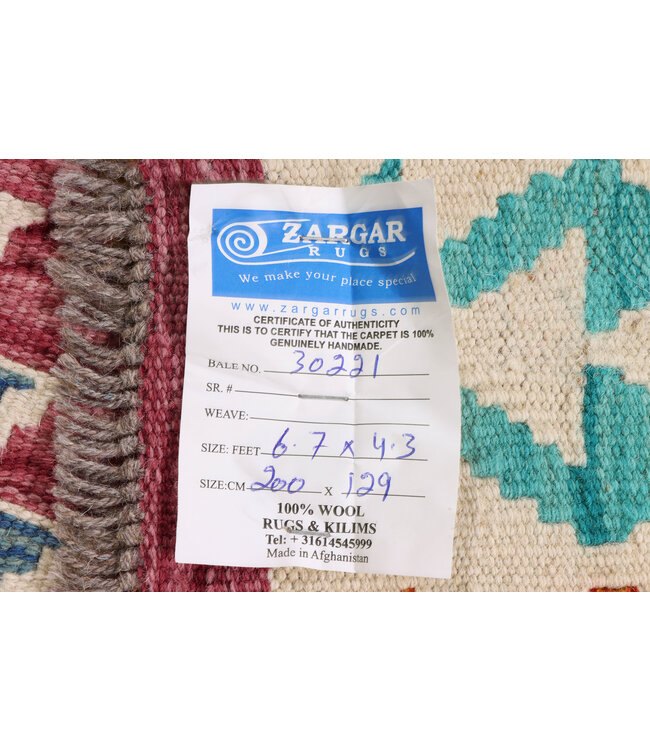 ZARGAR
RUGS
We make your place special
www.zargarrugs.com
CERTIFICATE OF AUTHENTICITY
THIS IS TO CERTIFY THAT THE CARPET IS 100%
GENUINELY HANDMADE.
BALE NO. 30221
SR. #
WEAVE:
SIZE: FEET 6.7 x 4.3
SIZE:CM 200 X 129
100% WOOL
RUGS & KILIMS
Tel: + 31614545999
Made in Afghanistan